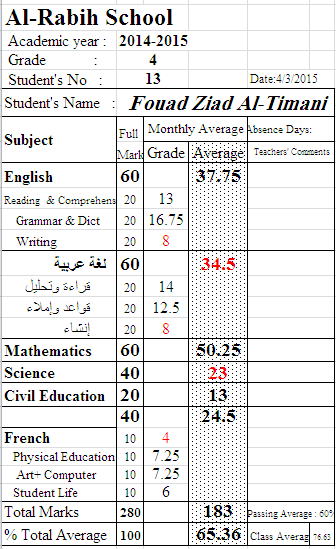 Al-Rabih School
Academic year : 2014-2015
Grade : 4
Student's No : 13 Date:4/3/2015
Student's Name : Fouad Ziad Al-Timani
Subject Full Mark Monthly Average Absence Days:
Grade Average Teachers' Comments
English 60 37.75
Reading & Comprehens 20 13
Grammar & Dict 20 16.75
Writing 20 8
لغة عربية 60 34.5
قراءة وتحليل 20 14
قواعد وإملاء 20 12.5
إنشاء 20 8
Mathematics 60 50.25
Science 40 23
Civil Education 20 13
40 24.5
French 10 4
Physical Education 10 7.25
Art+ Computer 10 7.25
Student Life 10 6
Total Marks 280 183 Passing Average : 60%
% Total Average 100 65.36 Class Averag